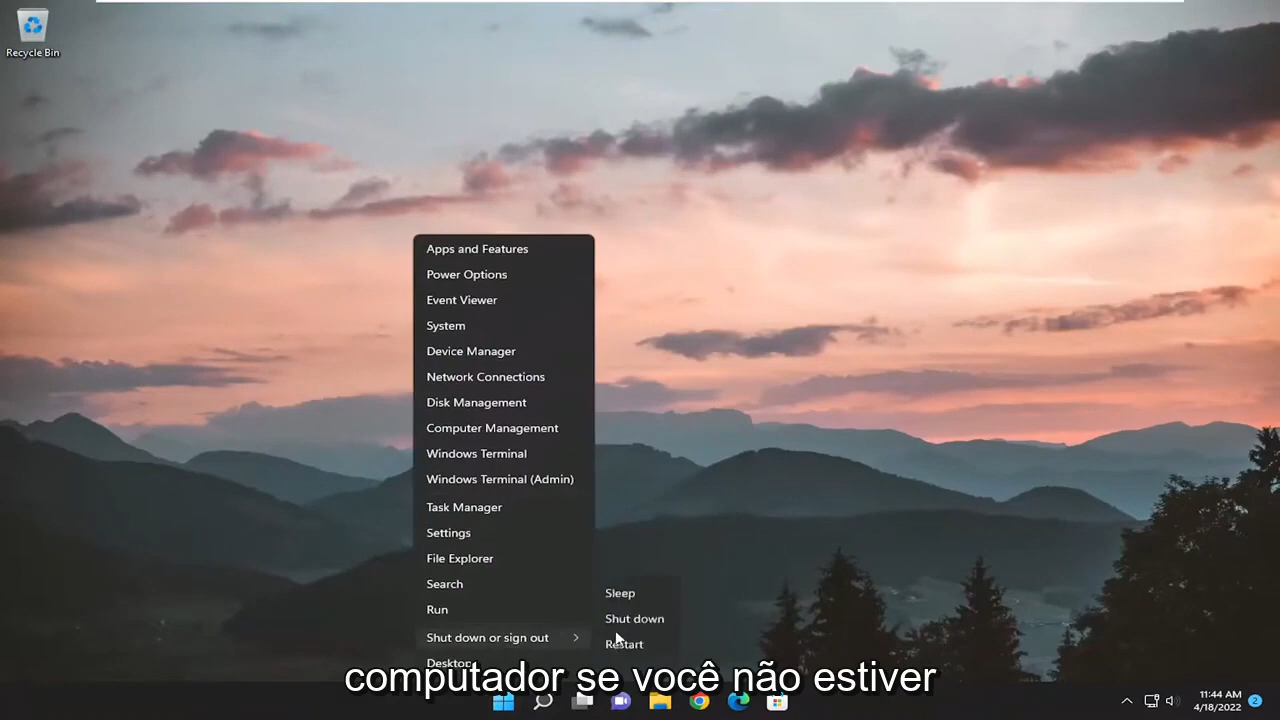 Recycle Bin
Apps and Features
Power Options
Event Viewer
System
Device Manager
Network Connections
Disk Management
Computer Management
Windows Terminal
Windows Terminal (Admin)
Task Manager
Settings
File Explorer
Search
Run
Shut down or sign out
Desktop
Sleep
Shut down
Restart
computador se você não estiver
11:44 AM
4/18/2022
2